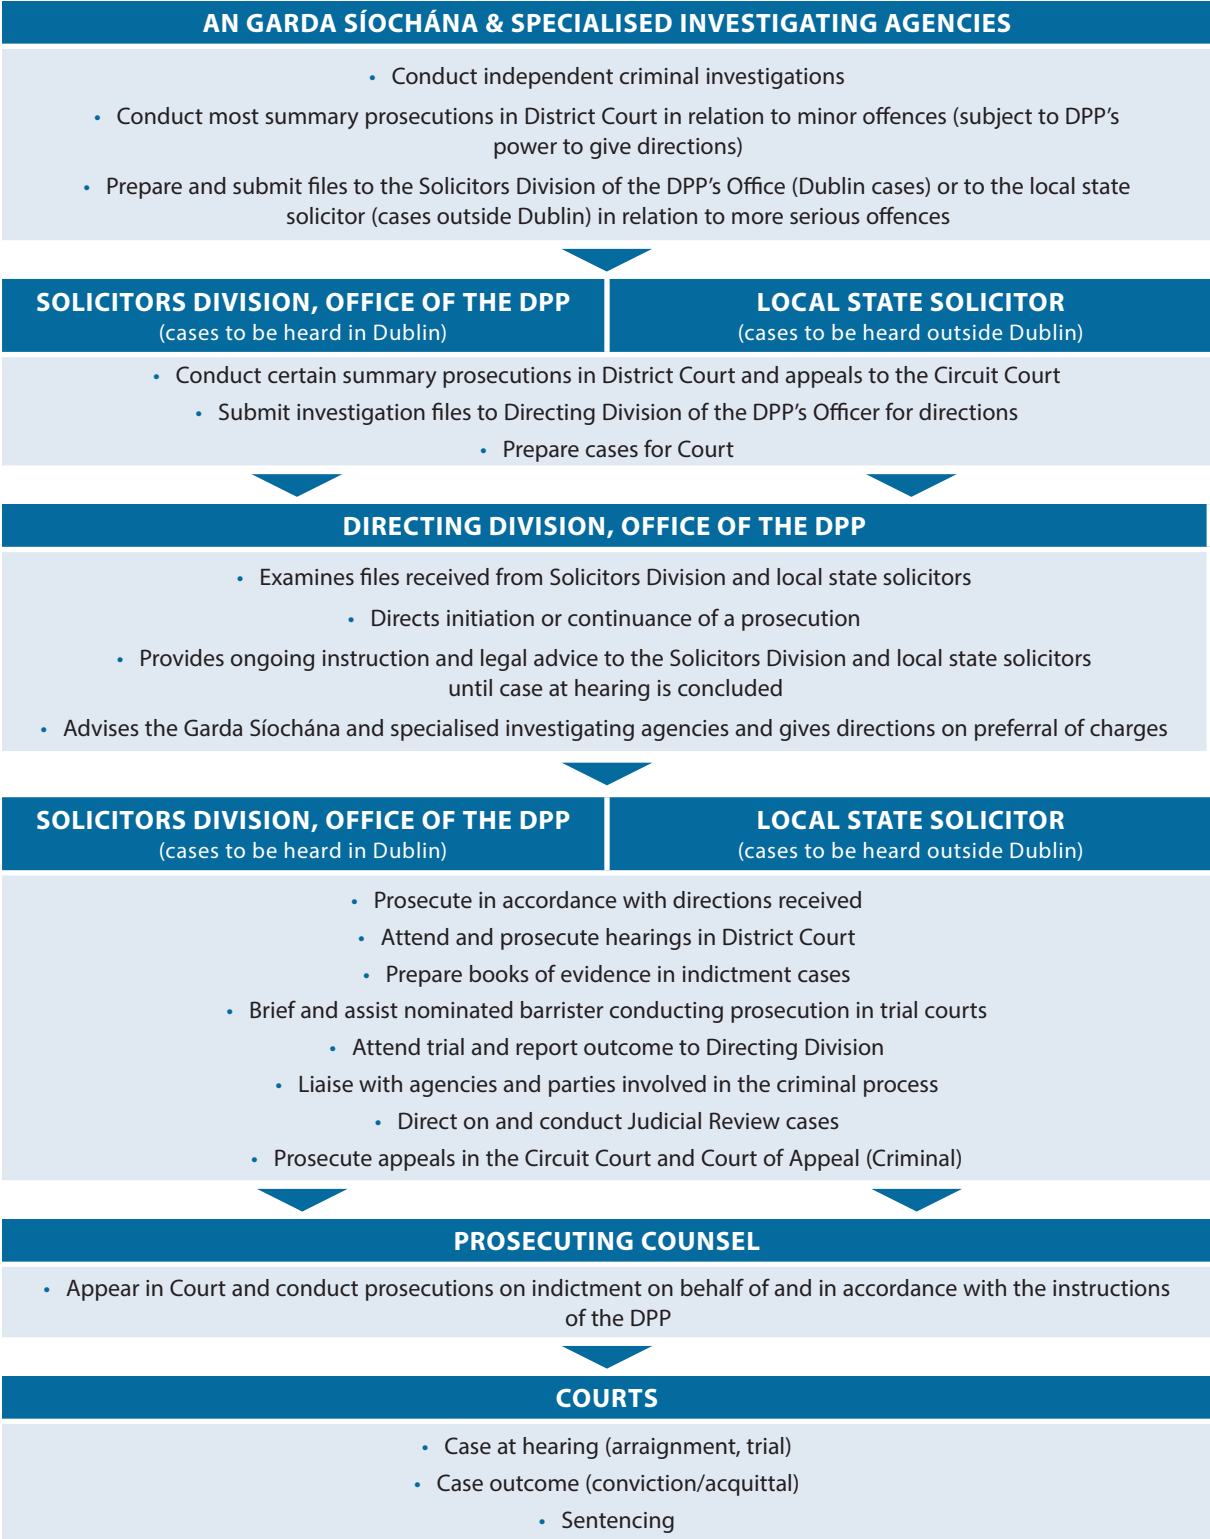 AN GARDA SÍOCHÁNA & SPECIALISED INVESTIGATING AGENCIES
• Conduct independent criminal investigations
• Conduct most summary prosecutions in District Court in relation to minor offences (subject to DPP's
power to give directions)
• Prepare and submit files to the Solicitors Division of the DPP's Office (Dublin cases) or to the local state
solicitor (cases outside Dublin) in relation to more serious offences
SOLICITORS DIVISION, OFFICE OF THE DPP
(cases to be heard in Dublin)
LOCAL STATE SOLICITOR
(cases to be heard outside Dublin)
• Conduct certain summary prosecutions in District Court and appeals to the Circuit Court
• Submit investigation files to Directing Division of the DPP's Officer for directions
• Prepare cases for Court
DIRECTING DIVISION, OFFICE OF THE DPP
• Examines files received from Solicitors Division and local state solicitors
• Directs initiation or continuance of a prosecution
• Provides ongoing instruction and legal advice to the Solicitors Division and local state solicitors
until case at hearing is concluded
• Advises the Garda Síochána and specialised investigating agencies and gives directions on preferral of charges
SOLICITORS DIVISION, OFFICE OF THE DPP
(cases to be heard in Dublin)
LOCAL STATE SOLICITOR
(cases to be heard outside Dublin)
• Prosecute in accordance with directions received
• Attend and prosecute hearings in District Court
• Prepare books of evidence in indictment cases
• Brief and assist nominated barrister conducting prosecution in trial courts
• Attend trial and report outcome to Directing Division
• Liaise with agencies and parties involved in the criminal process
• Direct on and conduct Judicial Review cases
• Prosecute appeals in the Circuit Court and Court of Appeal (Criminal)
PROSECUTING COUNSEL
• Appear in Court and conduct prosecutions on indictment on behalf of and in accordance with the instructions
of the DPP
COURTS
• Case at hearing (arraignment, trial)
• Case outcome (conviction/acquittal)
• Sentencing